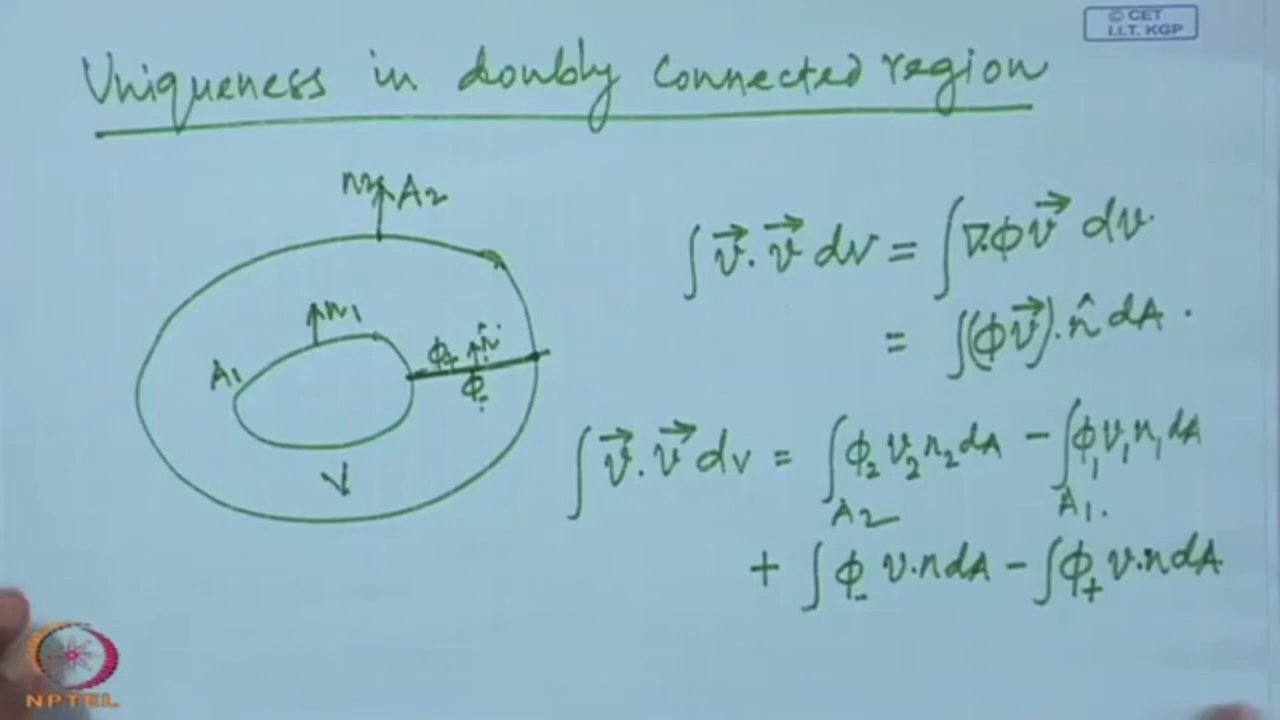 © CET
I.I.T. KGP
Uniqueness in doubly connected region
n₂ A₂
n₁
A₁
ϕ₊ n̂
ϕ₋
V
∫ v⃗ · v⃗ dv = ∫ ∇·ϕ v⃗ dv.
= ∫(ϕ v⃗)· n̂ dA .
∫ v⃗ · v⃗ dv = ∫ ϕ₂ v₂ n₂ dA − ∫ ϕ₁ v₁ n₁ dA
A₂ A₁.
+ ∫ ϕ₋ v·n dA − ∫ ϕ₊ v·n dA
NPTEL